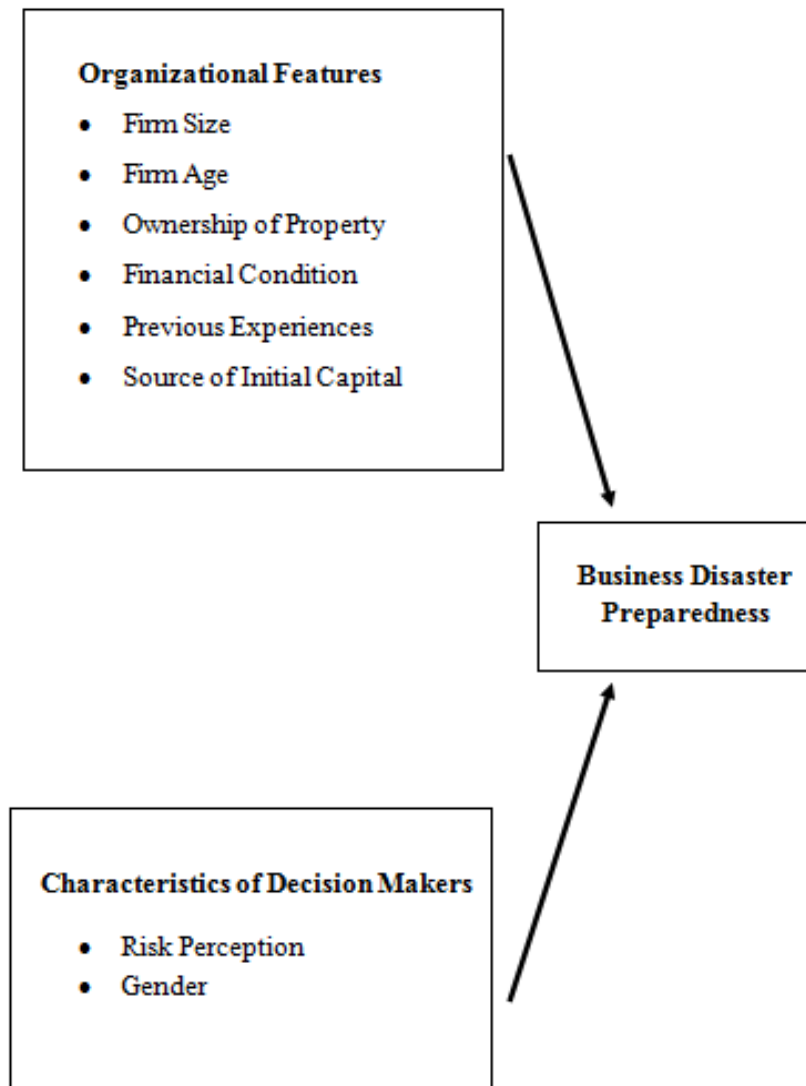 Organizational Features
• Firm Size
• Firm Age
• Ownership of Property
• Financial Condition
• Previous Experiences
• Source of Initial Capital
Business Disaster
Preparedness
Characteristics of Decision Makers
• Risk Perception
• Gender